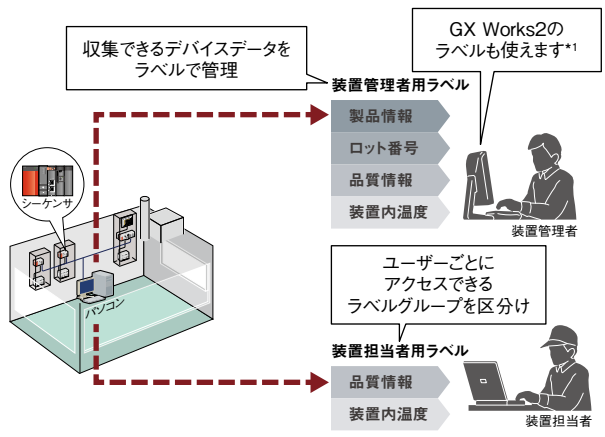 収集できるデバイスデータを
ラベルで管理
GX Works2の
ラベルも使えます*1
装置管理者用ラベル
製品情報
ロット番号
品質情報
装置内温度
装置管理者
シーケンサ
パソコン
ユーザーごとに
アクセスできる
ラベルグループを区分け
装置担当者用ラベル
品質情報
装置内温度
装置担当者